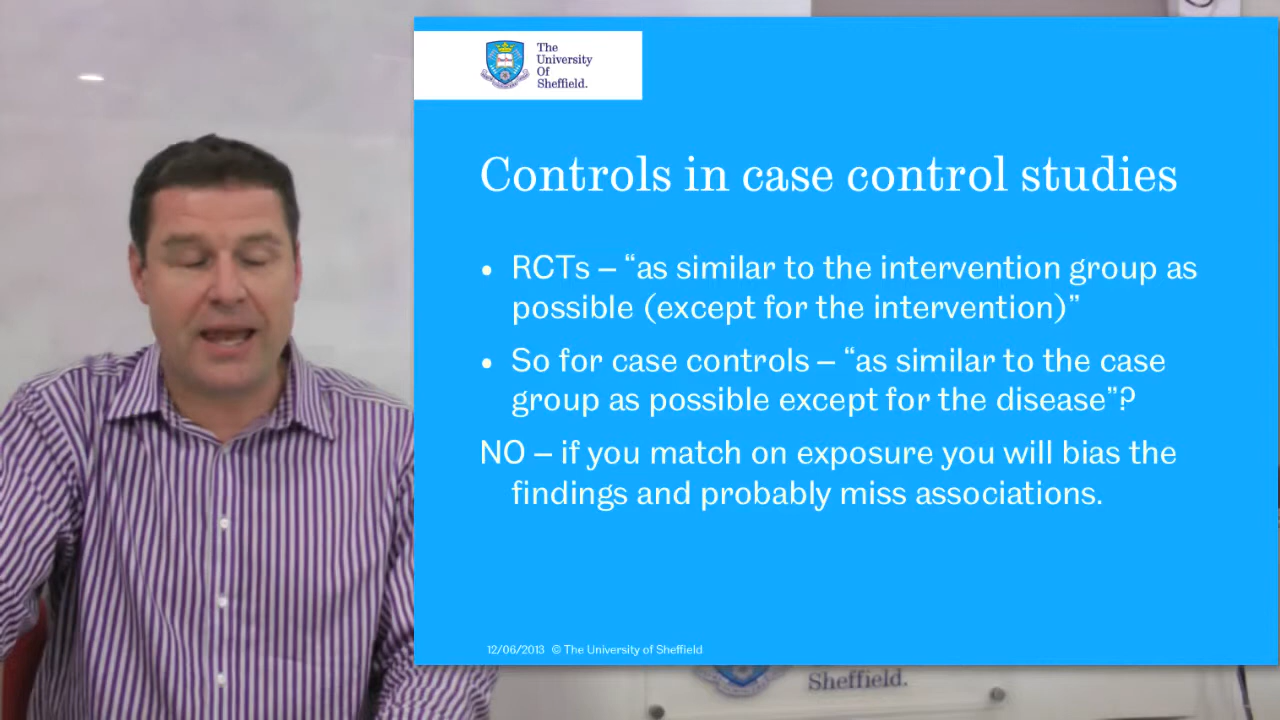 The
University
Of
Sheffield.
Controls in case control studies
• RCTs – “as similar to the intervention group as
possible (except for the intervention)”
• So for case controls – “as similar to the case
group as possible except for the disease”?
NO – if you match on exposure you will bias the
findings and probably miss associations.
12/06/2013 © The University of Sheffield
Sheffield.